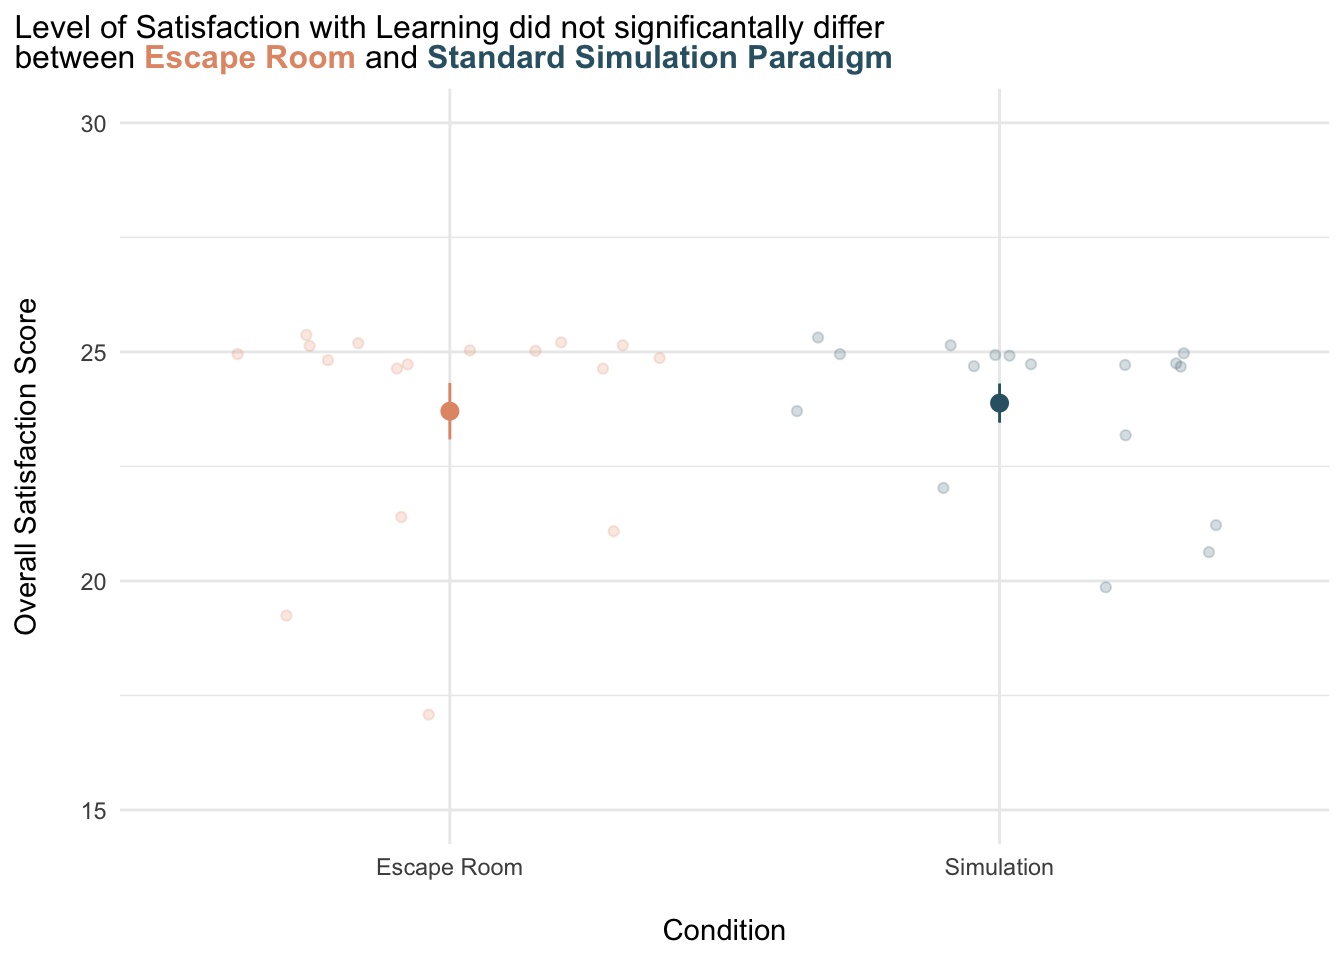 Level of Satisfaction with Learning did not significantally differ
between Escape Room and Standard Simulation Paradigm
30
25
20
15
Overall Satisfaction Score
Escape Room
Simulation
Condition